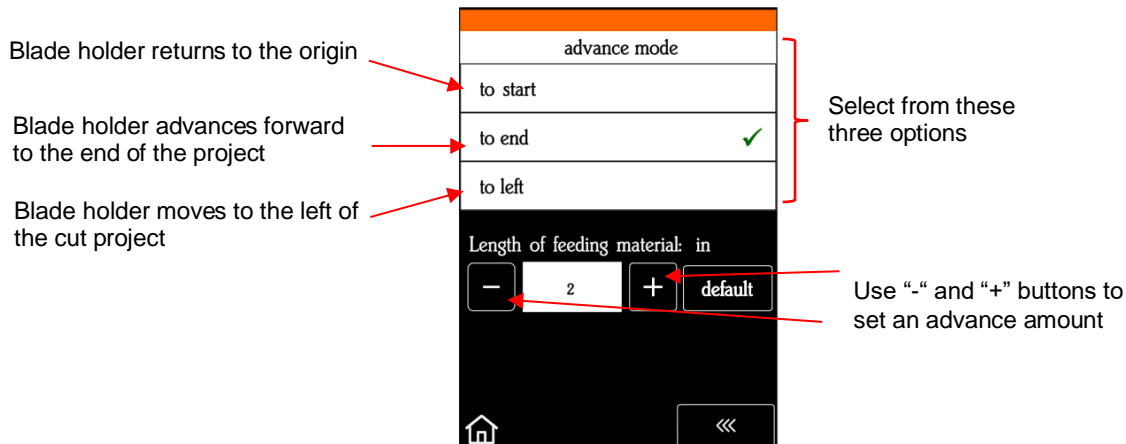 Blade holder returns to the origin
Blade holder advances forward
to the end of the project
Blade holder moves to the left of
the cut project
advance mode
to start
to end
to left
Length of feeding material: in
− 2 + default
«‹
Select from these
three options
Use “-“ and “+” buttons to
set an advance amount